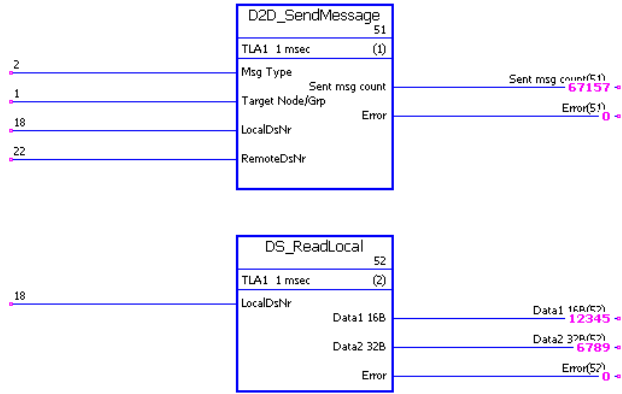 D2D_SendMessage
51
TLA1 1 msec (1)
2 Msg Type
Sent msg count Sent msg count(51)
67157
1 Target Node/Grp
Error Error(51)
0
18 LocalDsNr
22 RemoteDsNr
DS_ReadLocal
52
TLA1 1 msec (2)
18 LocalDsNr
Data1 16B Data1 16B(52)
12345
Data2 32B Data2 32B(52)
6789
Error Error(52)
0